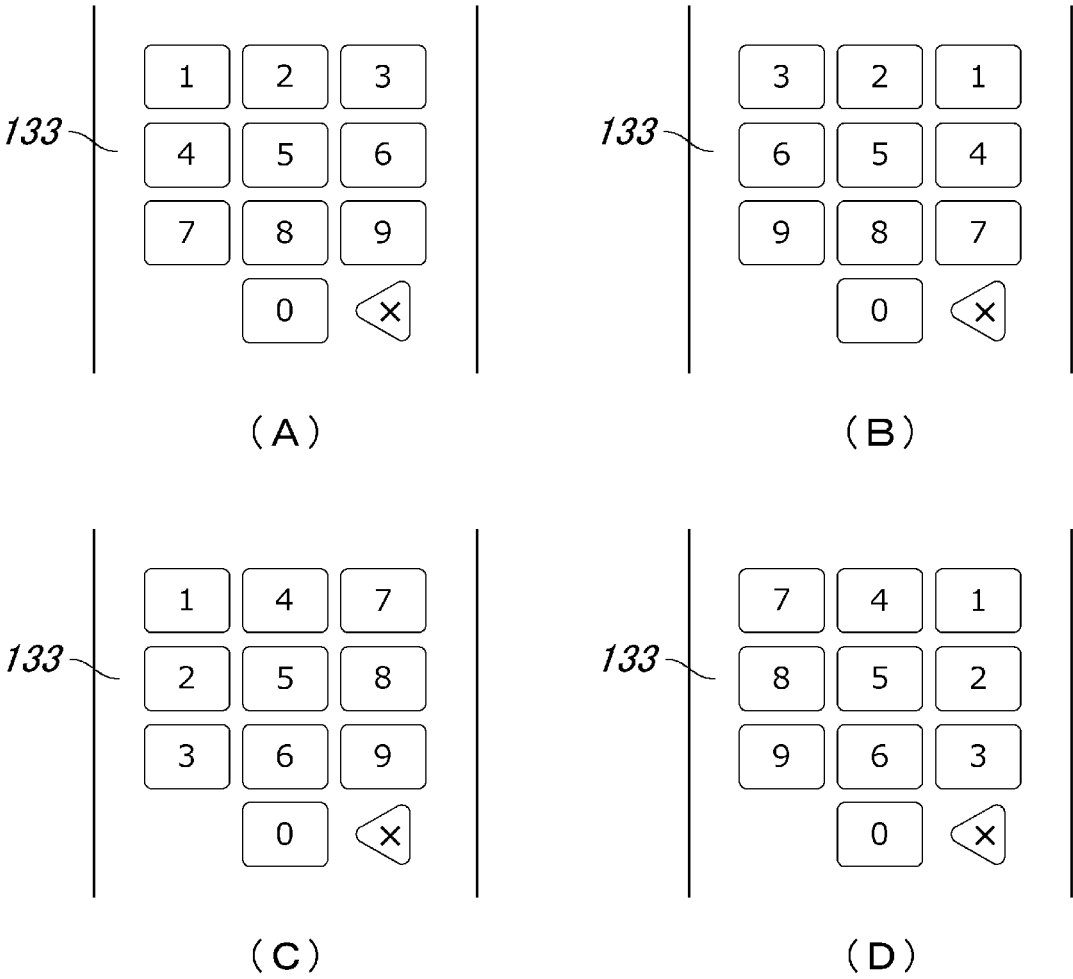 1 2 3
133 4 5 6
7 8 9
0 ×
(A)
3 2 1
133 6 5 4
9 8 7
0 ×
(B)
1 4 7
133 2 5 8
3 6 9
0 ×
(C)
7 4 1
133 8 5 2
9 6 3
0 ×
(D)